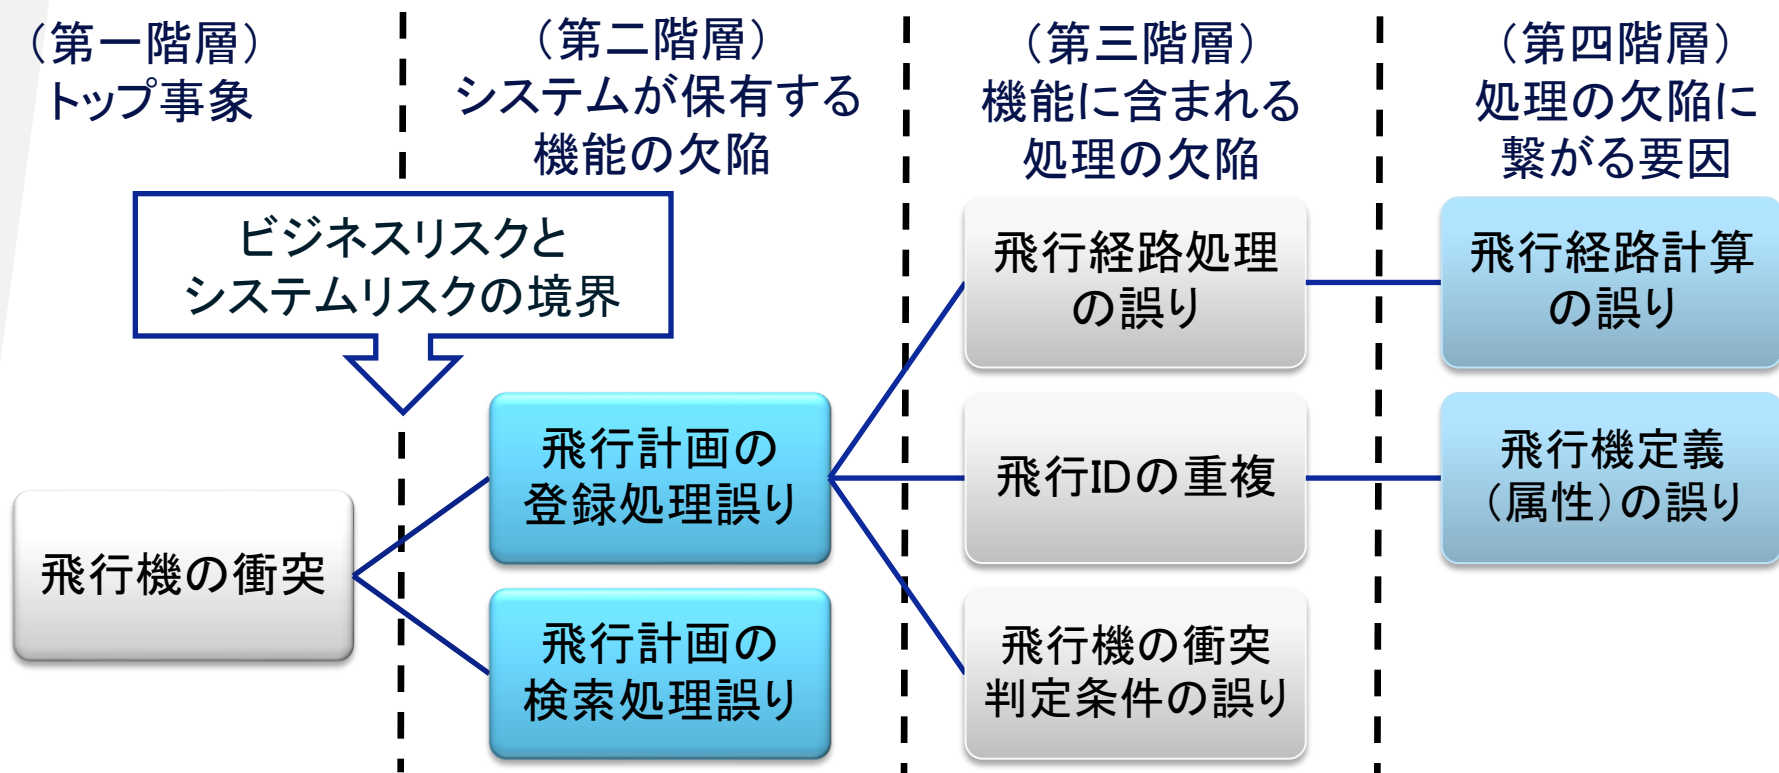 （第一階層）
トップ事象
（第二階層）
システムが保有する
機能の欠陥
（第三階層）
機能に含まれる
処理の欠陥
（第四階層）
処理の欠陥に
繋がる要因
ビジネスリスクと
システムリスクの境界
飛行機の衝突
飛行計画の
登録処理誤り
飛行計画の
検索処理誤り
飛行経路処理
の誤り
飛行IDの重複
飛行機の衝突
判定条件の誤り
飛行経路計算
の誤り
飛行機定義
（属性）の誤り